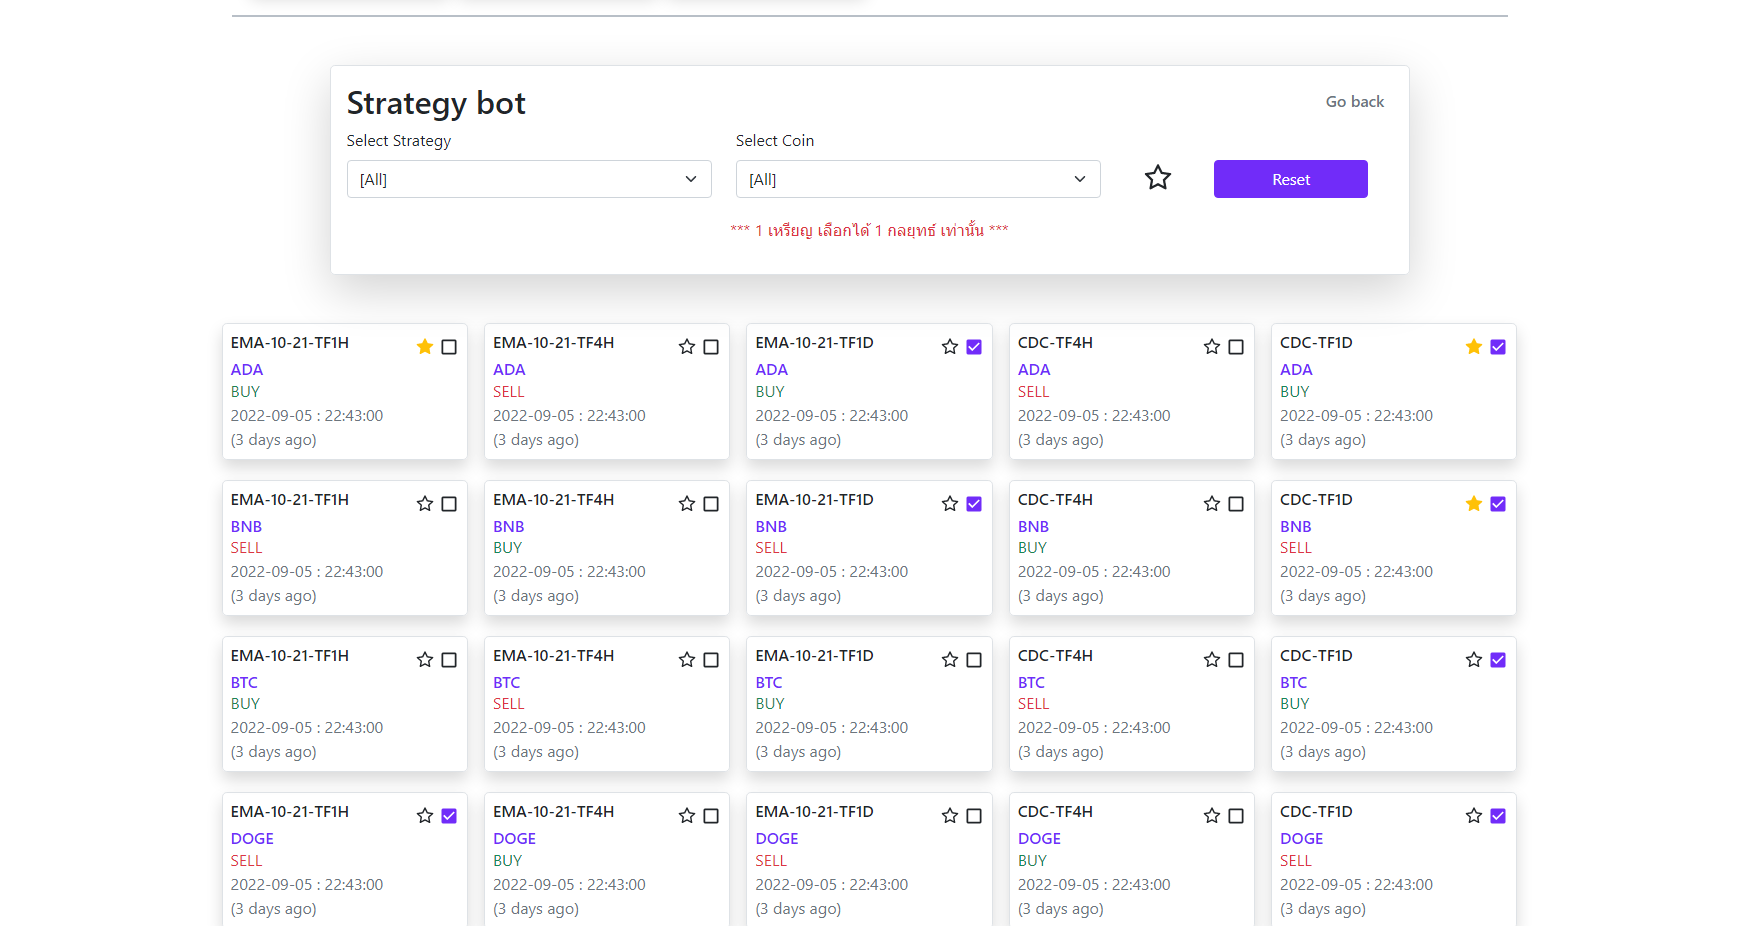 Strategy bot
Go back
Select Strategy
Select Coin
[All]
[All]
Reset
*** 1 เหรียญ เลือกได้ 1 กลยุทธ์ เท่านั้น ***
EMA-10-21-TF1H
ADA
BUY
2022-09-05 : 22:43:00
(3 days ago)
EMA-10-21-TF4H
ADA
SELL
2022-09-05 : 22:43:00
(3 days ago)
EMA-10-21-TF1D
ADA
BUY
2022-09-05 : 22:43:00
(3 days ago)
CDC-TF4H
ADA
SELL
2022-09-05 : 22:43:00
(3 days ago)
CDC-TF1D
ADA
BUY
2022-09-05 : 22:43:00
(3 days ago)
EMA-10-21-TF1H
BNB
SELL
2022-09-05 : 22:43:00
(3 days ago)
EMA-10-21-TF4H
BNB
BUY
2022-09-05 : 22:43:00
(3 days ago)
EMA-10-21-TF1D
BNB
SELL
2022-09-05 : 22:43:00
(3 days ago)
CDC-TF4H
BNB
BUY
2022-09-05 : 22:43:00
(3 days ago)
CDC-TF1D
BNB
SELL
2022-09-05 : 22:43:00
(3 days ago)
EMA-10-21-TF1H
BTC
BUY
2022-09-05 : 22:43:00
(3 days ago)
EMA-10-21-TF4H
BTC
SELL
2022-09-05 : 22:43:00
(3 days ago)
EMA-10-21-TF1D
BTC
BUY
2022-09-05 : 22:43:00
(3 days ago)
CDC-TF4H
BTC
SELL
2022-09-05 : 22:43:00
(3 days ago)
CDC-TF1D
BTC
BUY
2022-09-05 : 22:43:00
(3 days ago)
EMA-10-21-TF1H
DOGE
SELL
2022-09-05 : 22:43:00
(3 days ago)
EMA-10-21-TF4H
DOGE
BUY
2022-09-05 : 22:43:00
(3 days ago)
EMA-10-21-TF1D
DOGE
SELL
2022-09-05 : 22:43:00
(3 days ago)
CDC-TF4H
DOGE
BUY
2022-09-05 : 22:43:00
(3 days ago)
CDC-TF1D
DOGE
SELL
2022-09-05 : 22:43:00
(3 days ago)